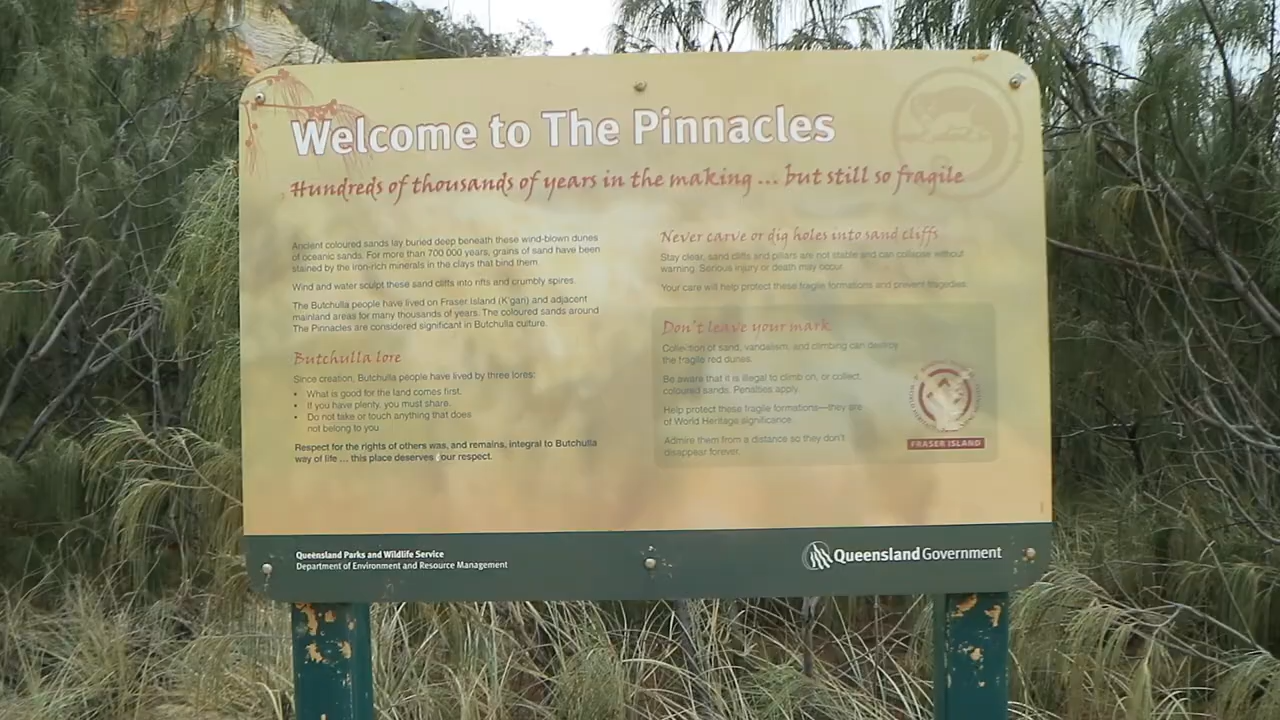 Welcome to The Pinnacles
Hundreds of thousands of years in the making ... but still so fragile
Ancient coloured sands lay buried deep beneath these wind-blown dunes
of oceanic sands. For more than 700 000 years, grains of sand have been
stained by the iron-rich minerals in the clays that bind them.
Wind and water sculpt these sand cliffs into rifts and crumbly spires.
The Butchulla people have lived on Fraser Island (K'gari) and adjacent
mainland areas for many thousands of years. The coloured sands around
The Pinnacles are considered significant in Butchulla culture.
Butchulla lore
Since creation, Butchulla people have lived by three lores:
• What is good for the land comes first.
• If you have plenty, you must share.
• Do not take or touch anything that does
not belong to you
Respect for the rights of others was, and remains, integral to Butchulla
way of life ... this place deserves your respect.
Never carve or dig holes into sand cliffs
Stay clear, sand cliffs and pillars are not stable and can collapse without
warning. Serious injury or death may occur.
Your care will help protect these fragile formations and prevent tragedies.
Don't leave your mark
Collection of sand, vandalism, and climbing can destroy
the fragile red dunes.
Be aware that it is illegal to climb on, or collect,
coloured sands. Penalties apply.
Help protect these fragile formations—they are
of World Heritage significance.
Admire them from a distance so they don't
disappear forever.
FRASER ISLAND
Queensland Parks and Wildlife Service
Department of Environment and Resource Management
Queensland Government